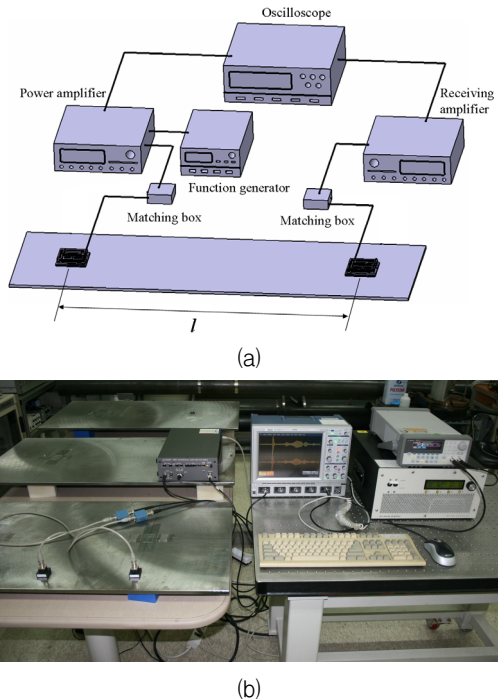 Oscilloscope
Power amplifier
Receiving
amplifier
Function generator
Matching box
Matching box
l
(a)
(b)